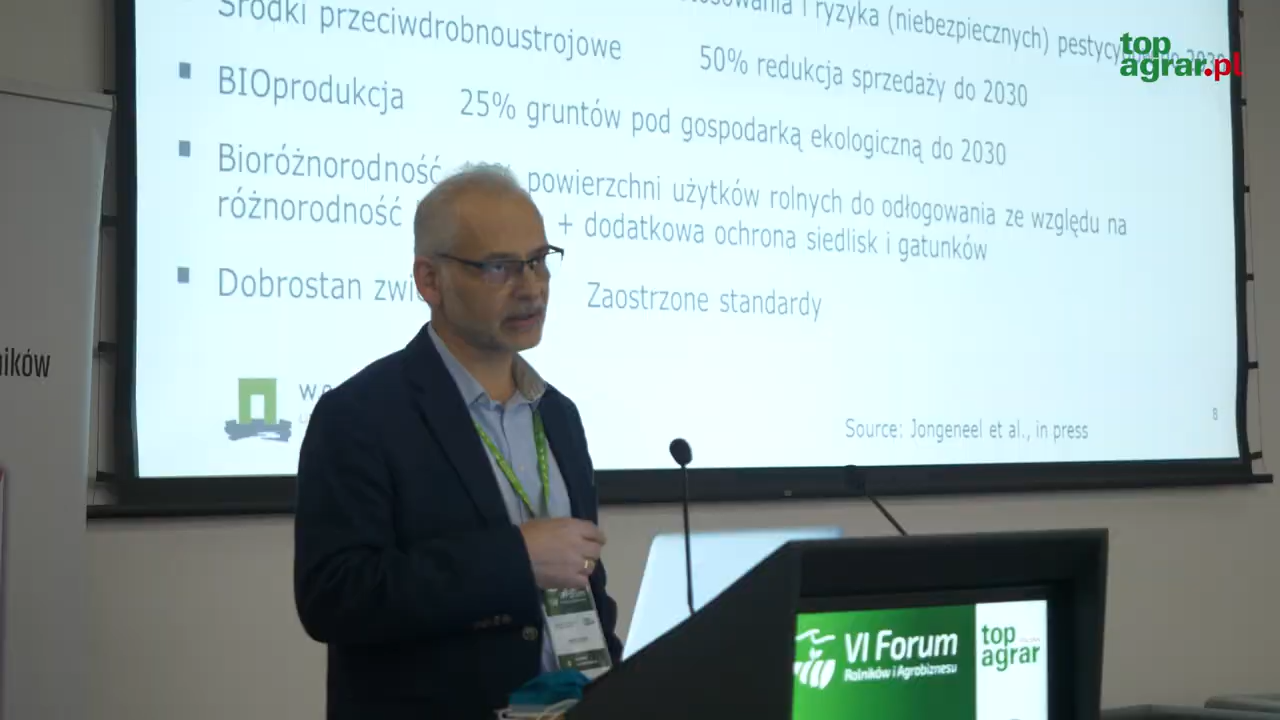 i ryzyka (niebezpiecznych)
Środki przeciwdrobnoustrojowe 50% redukcja sprzedaży do 2030
BIOprodukcja 25% gruntów pod gospodarką ekologiczną do 2030
Bioróżnorodność powierzchni użytków rolnych do odłogowania ze względu na
różnorodność + dodatkowa ochrona siedlisk i gatunków
Dobrostan Zaostrzone standardy
Source: Jongeneel et al., in press
8
top
agrar.pl
VI Forum
Rolników i Agrobiznesu
top
agrar